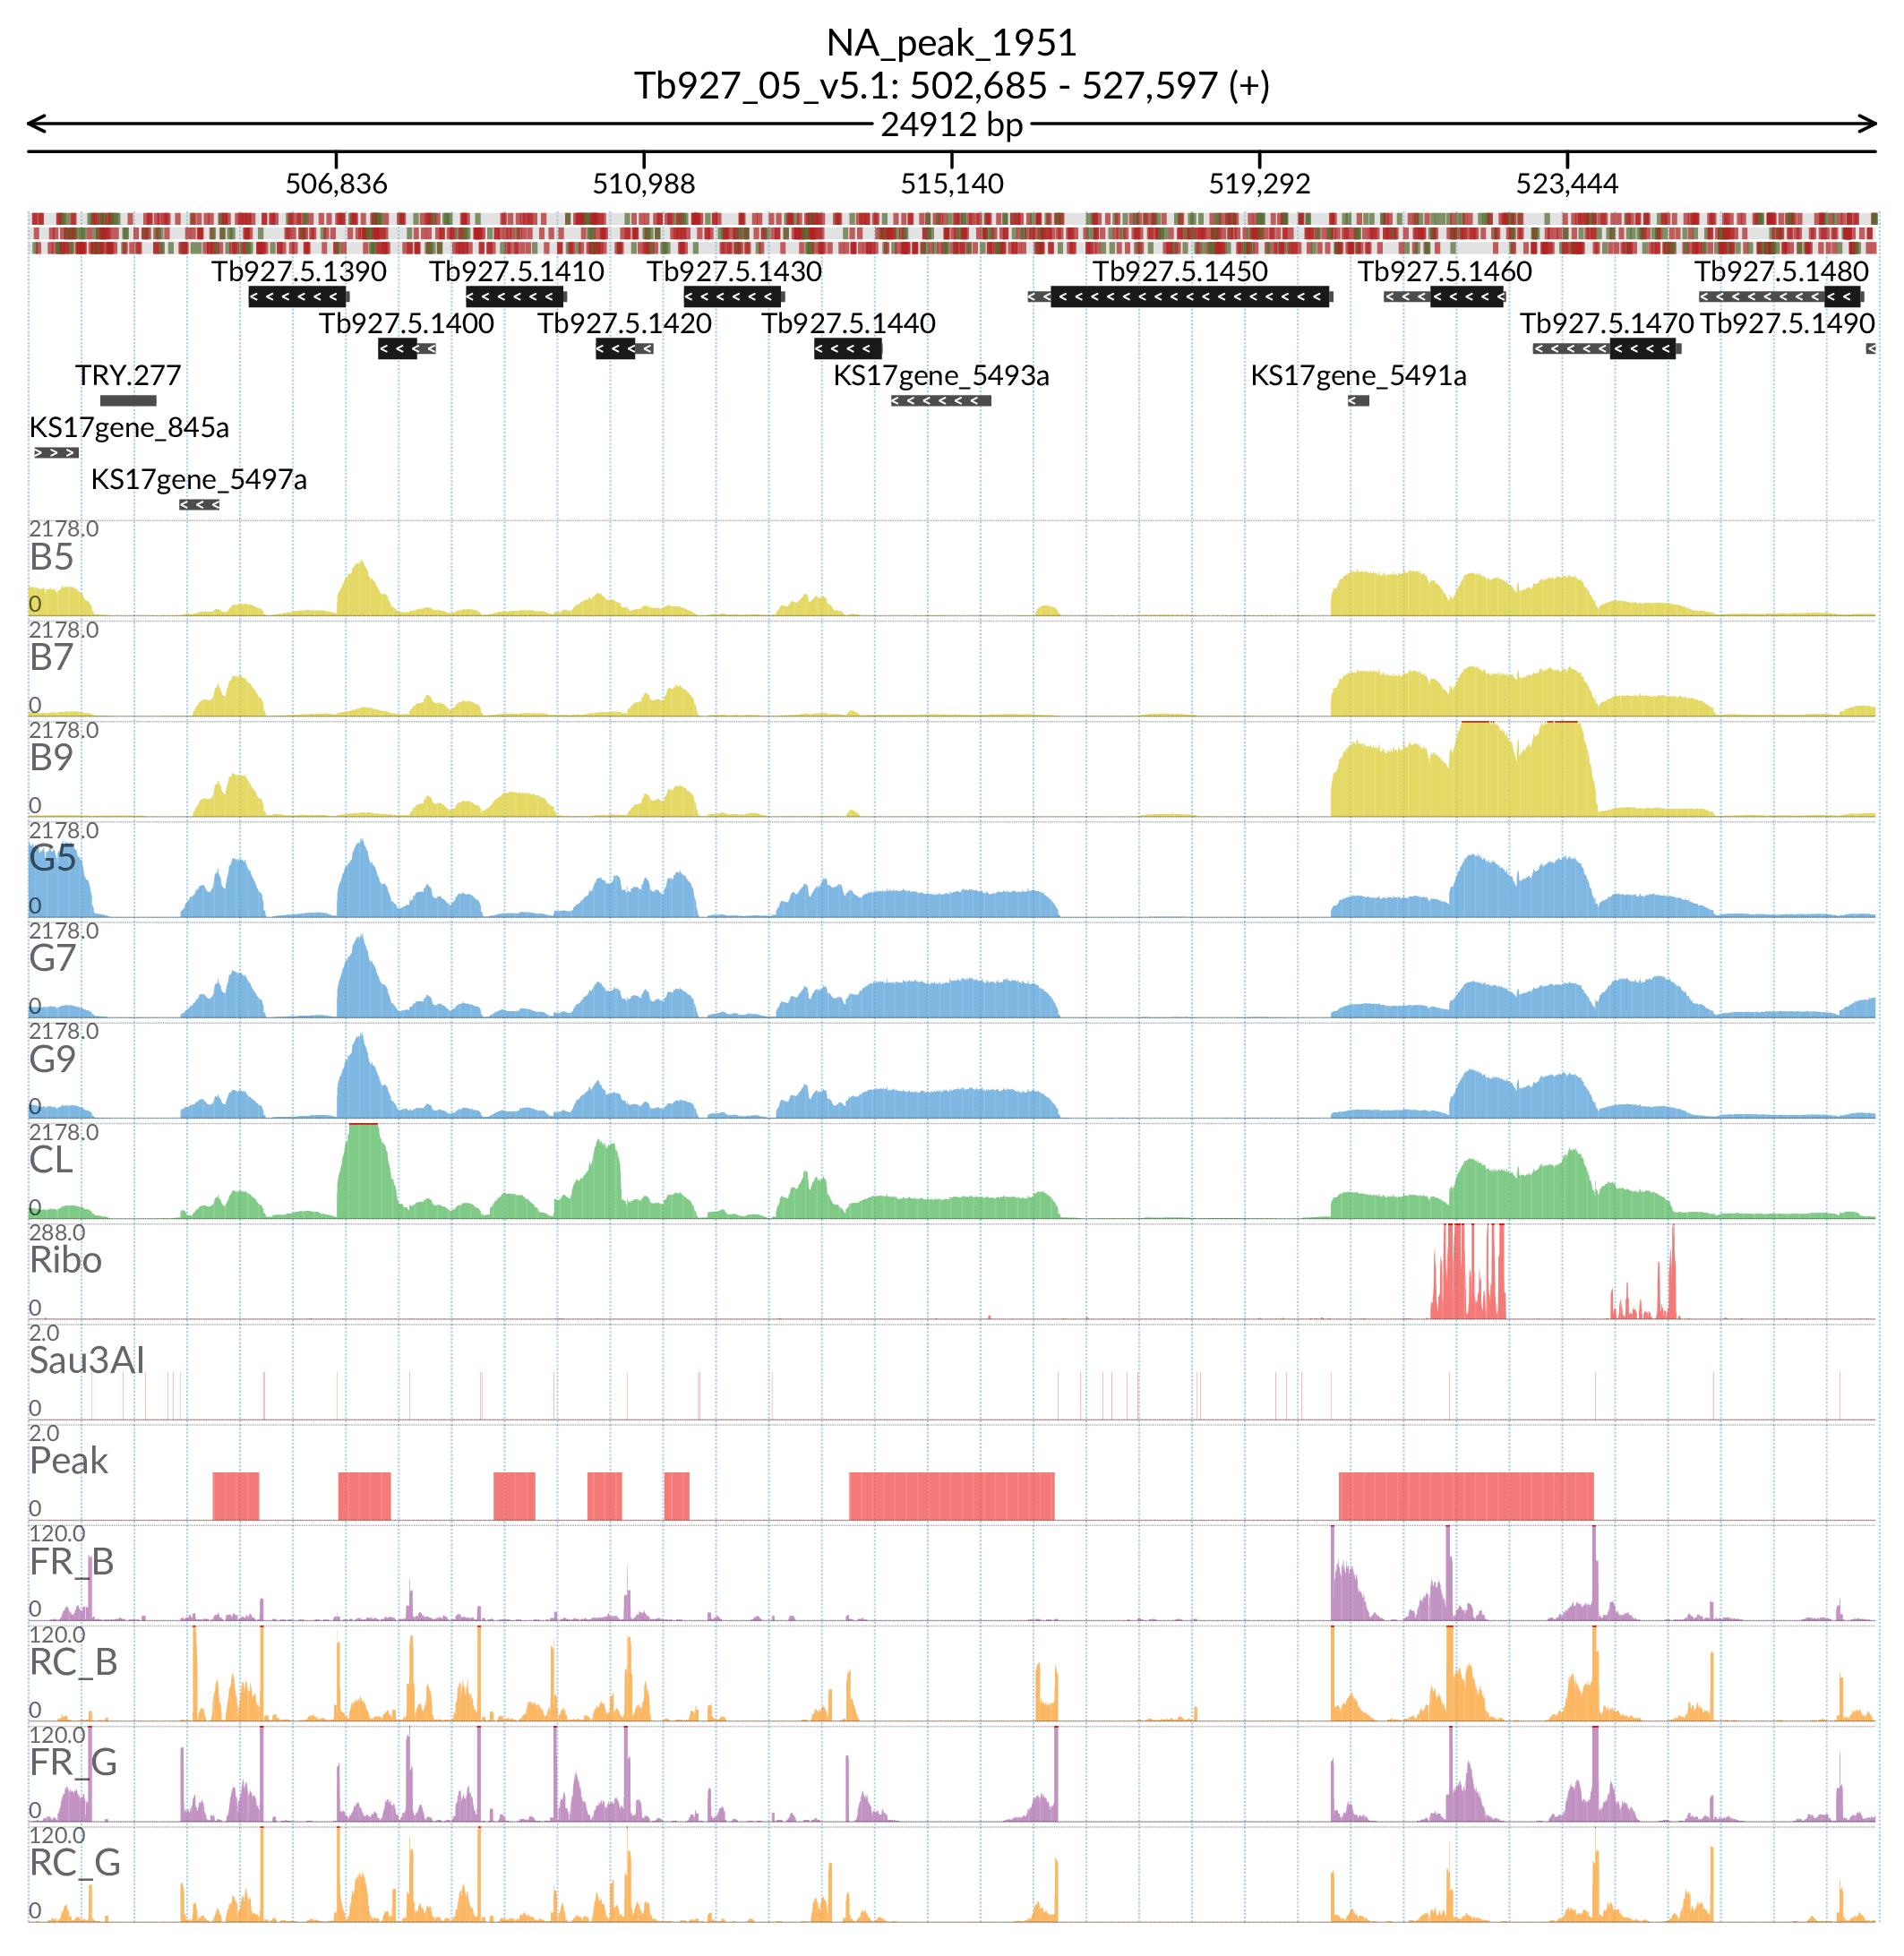 NA_peak_1951
Tb927_05_v5.1: 502,685 - 527,597 (+)
24912 bp
506,836 510,988 515,140 519,292 523,444
Tb927.5.1390 Tb927.5.1410 Tb927.5.1430 Tb927.5.1450 Tb927.5.1460 Tb927.5.1480
Tb927.5.1400 Tb927.5.1420 Tb927.5.1440 Tb927.5.1470 Tb927.5.1490
TRY.277 KS17gene_5493a KS17gene_5491a
KS17gene_845a
KS17gene_5497a
2178.0
B5
0
2178.0
B7
0
2178.0
B9
0
2178.0
G5
0
2178.0
G7
0
2178.0
G9
0
2178.0
CL
0
288.0
Ribo
0
2.0
Sau3AI
0
2.0
Peak
0
120.0
FR_B
0
120.0
RC_B
0
120.0
FR_G
0
120.0
RC_G
0